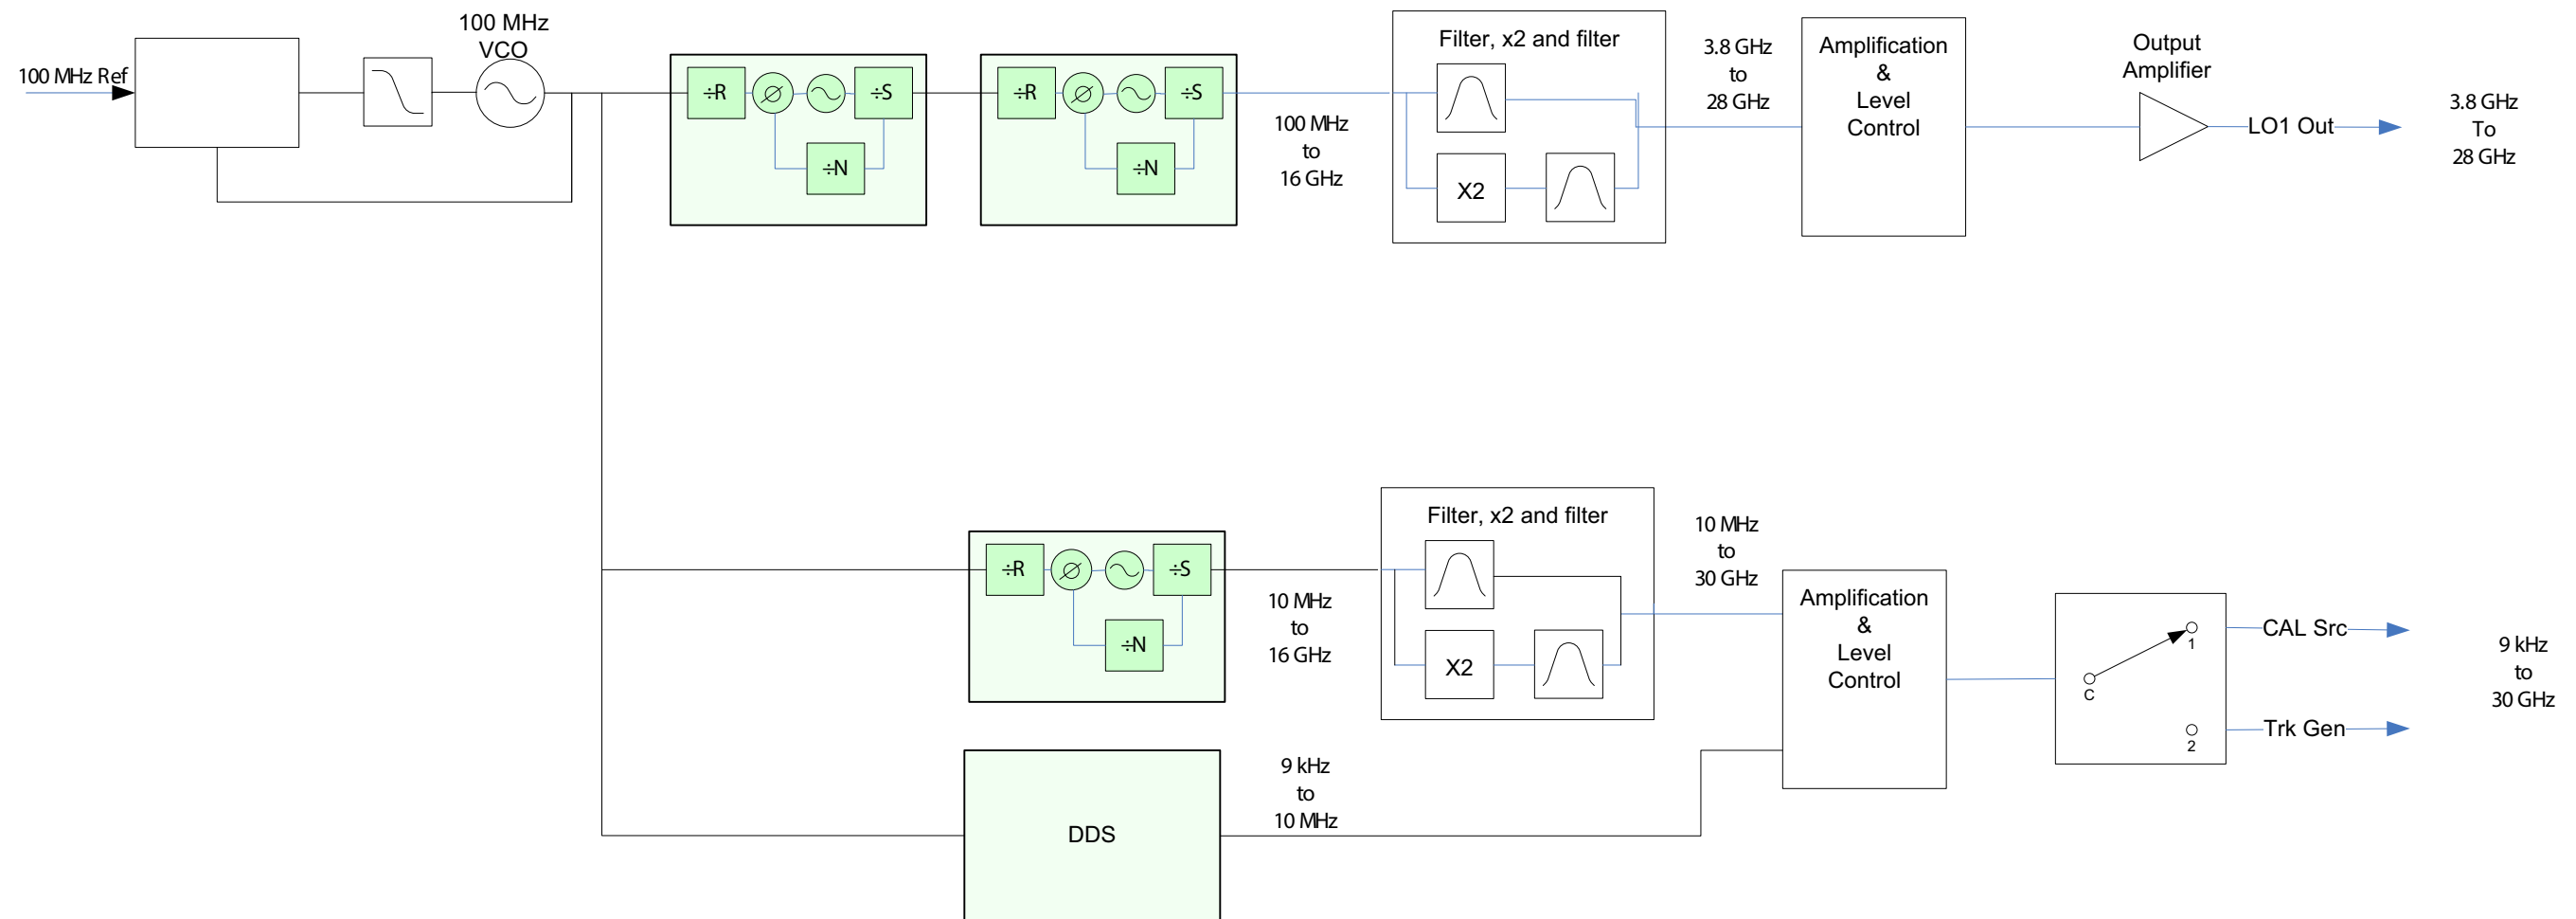 100 MHz
VCO
100 MHz Ref
÷R
÷S
÷N
÷R
÷S
÷N
100 MHz
to
16 GHz
Filter, x2 and filter
X2
3.8 GHz
to
28 GHz
Amplification
&
Level
Control
Output
Amplifier
LO1 Out
3.8 GHz
To
28 GHz
÷R
÷S
÷N
10 MHz
to
16 GHz
Filter, x2 and filter
X2
10 MHz
to
30 GHz
Amplification
&
Level
Control
C
1
2
CAL Src
Trk Gen
9 kHz
to
30 GHz
DDS
9 kHz
to
10 MHz